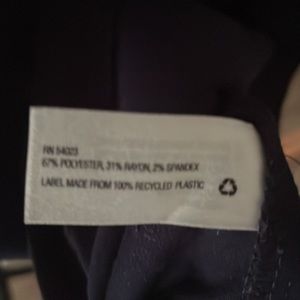 RN 54023
67% POLYESTER, 31% RAYON, 2% SPANDEX
LABEL MADE FROM 100% RECYCLED PLASTIC